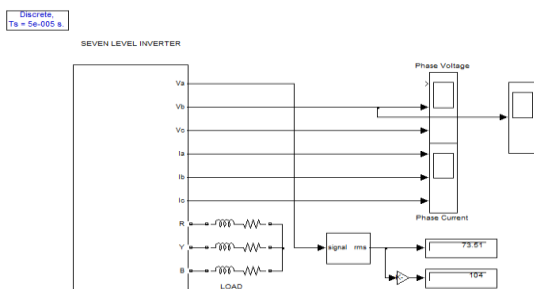 Discrete,
Ts = 5e-005 s.
SEVEN LEVEL INVERTER
Phase Voltage
Va
Vb
Vc
Ia
Ib
Ic
Phase Current
R
Y
B
LOAD
signal rms
73.51
104